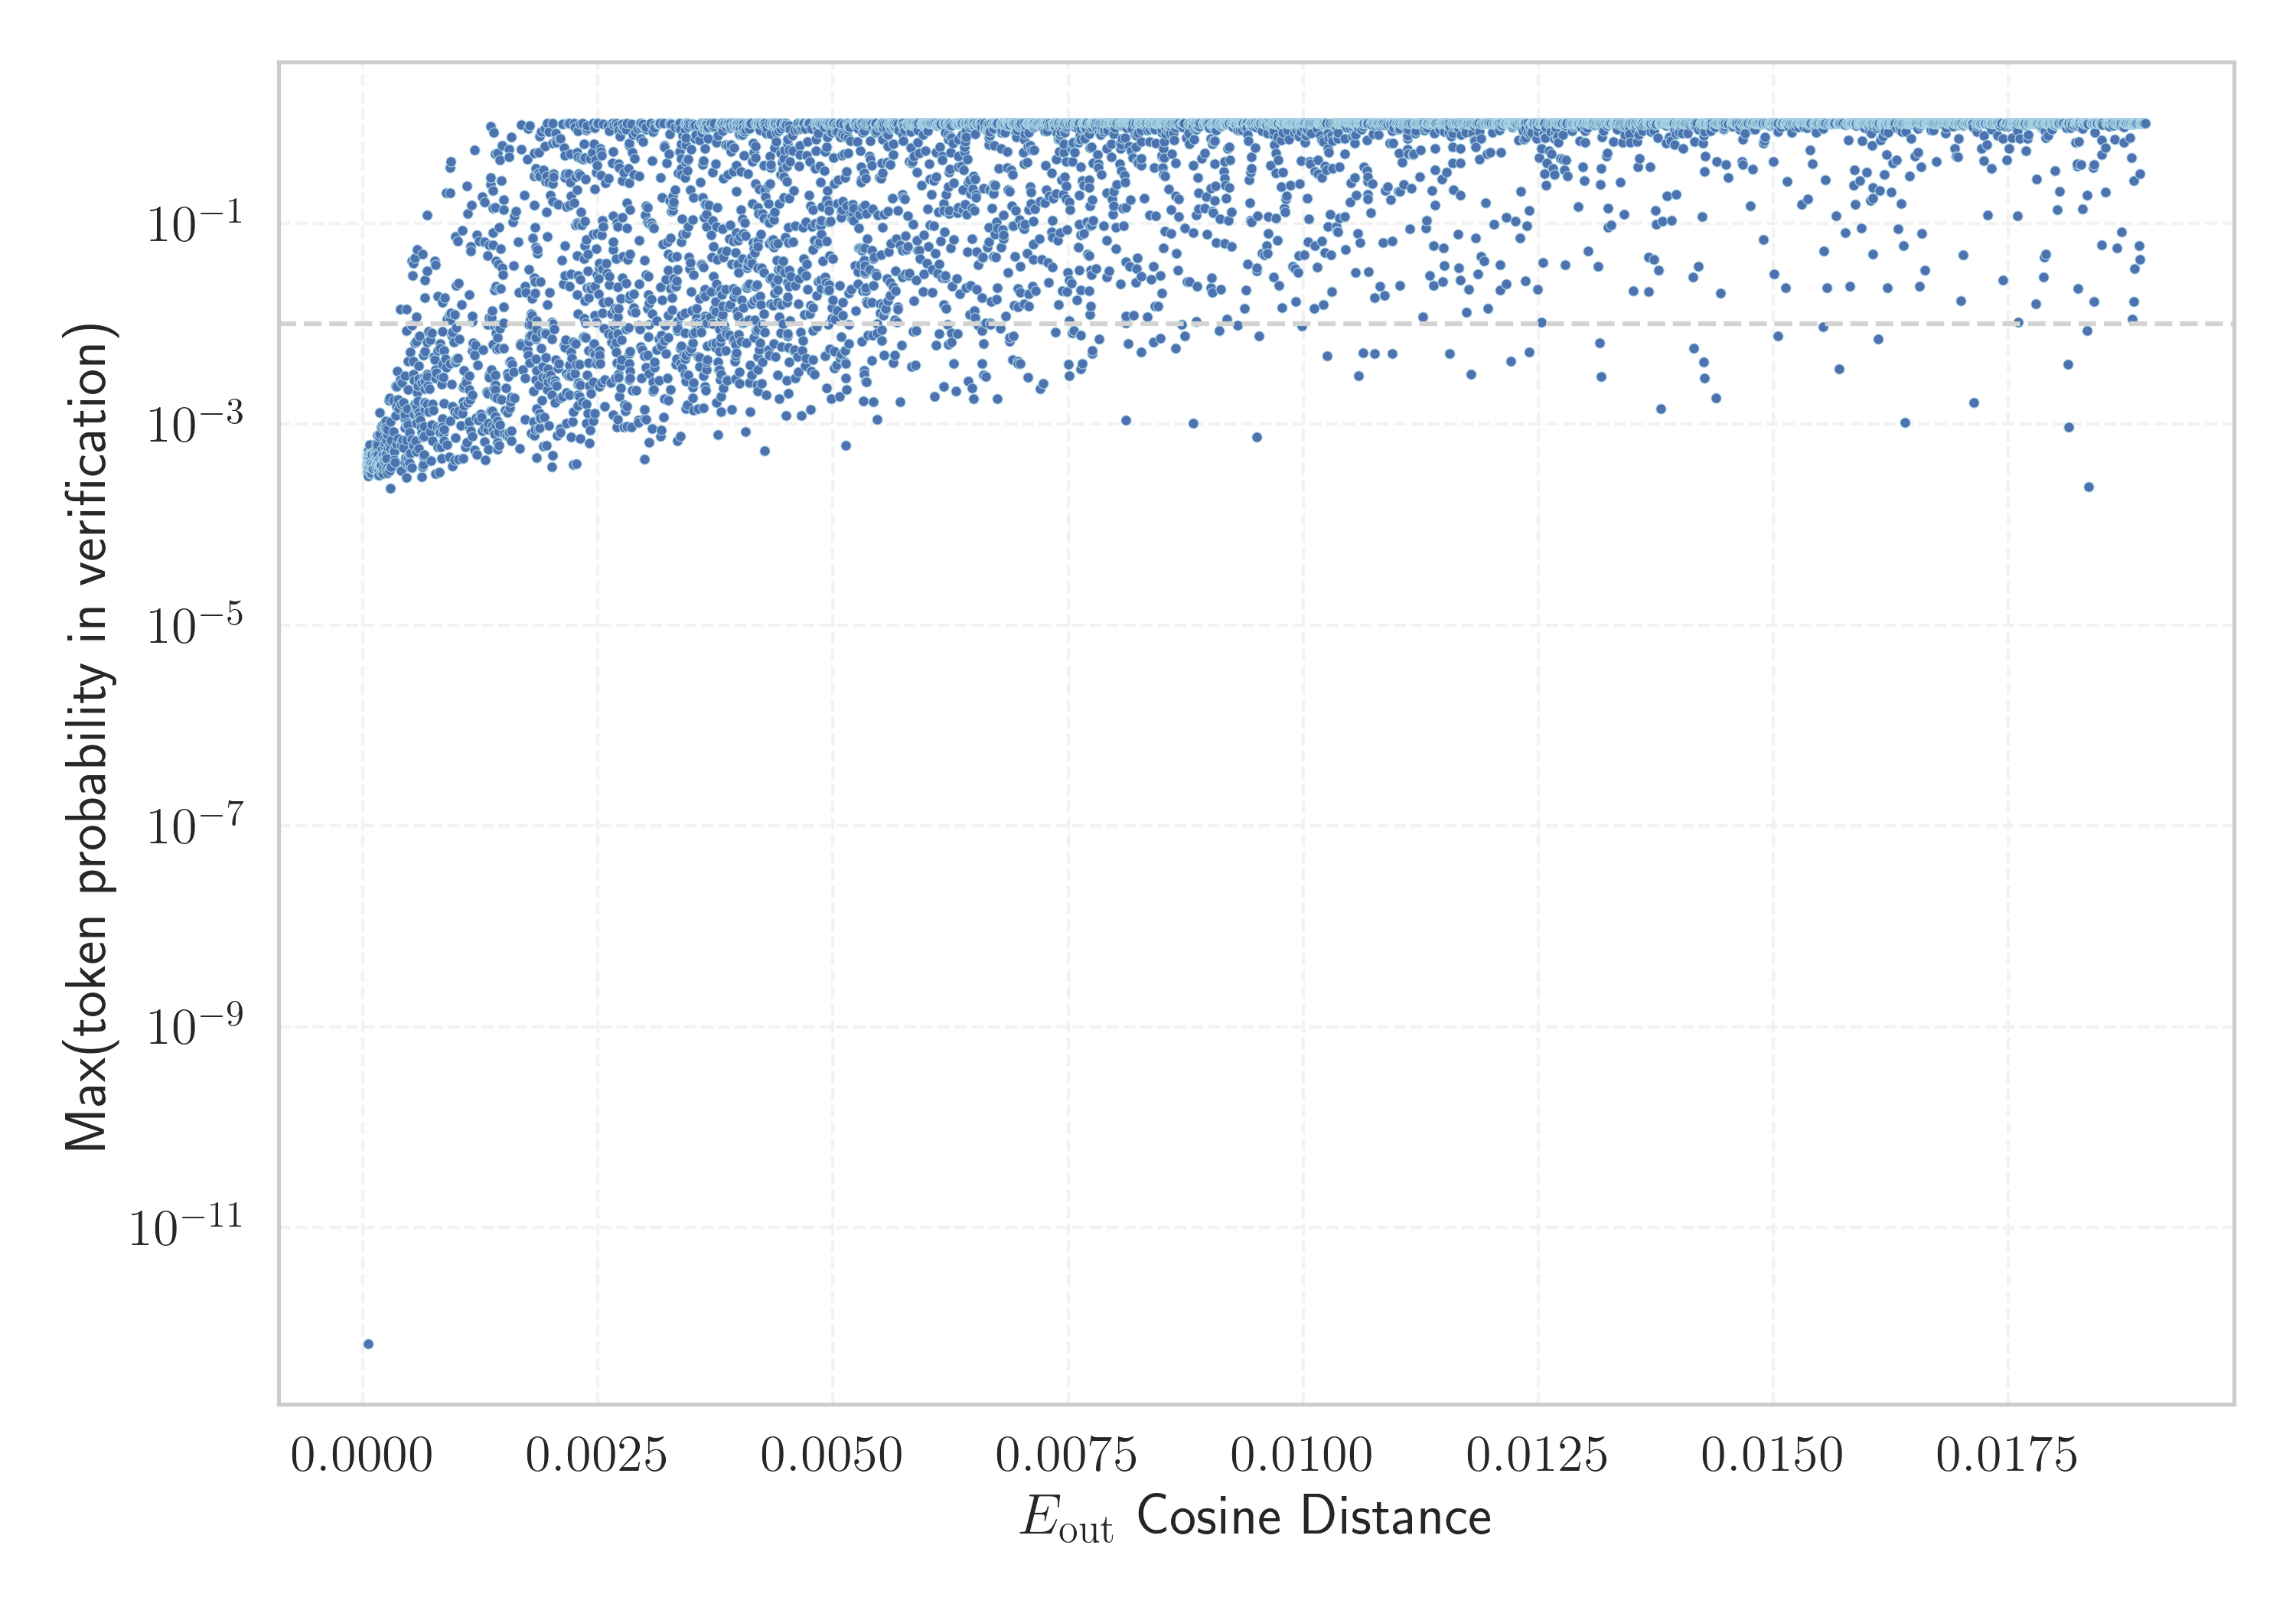 Max(token probability in verification)
10⁻¹
10⁻³
10⁻⁵
10⁻⁷
10⁻⁹
10⁻¹¹
0.0000 0.0025 0.0050 0.0075 0.0100 0.0125 0.0150 0.0175
E_out Cosine Distance